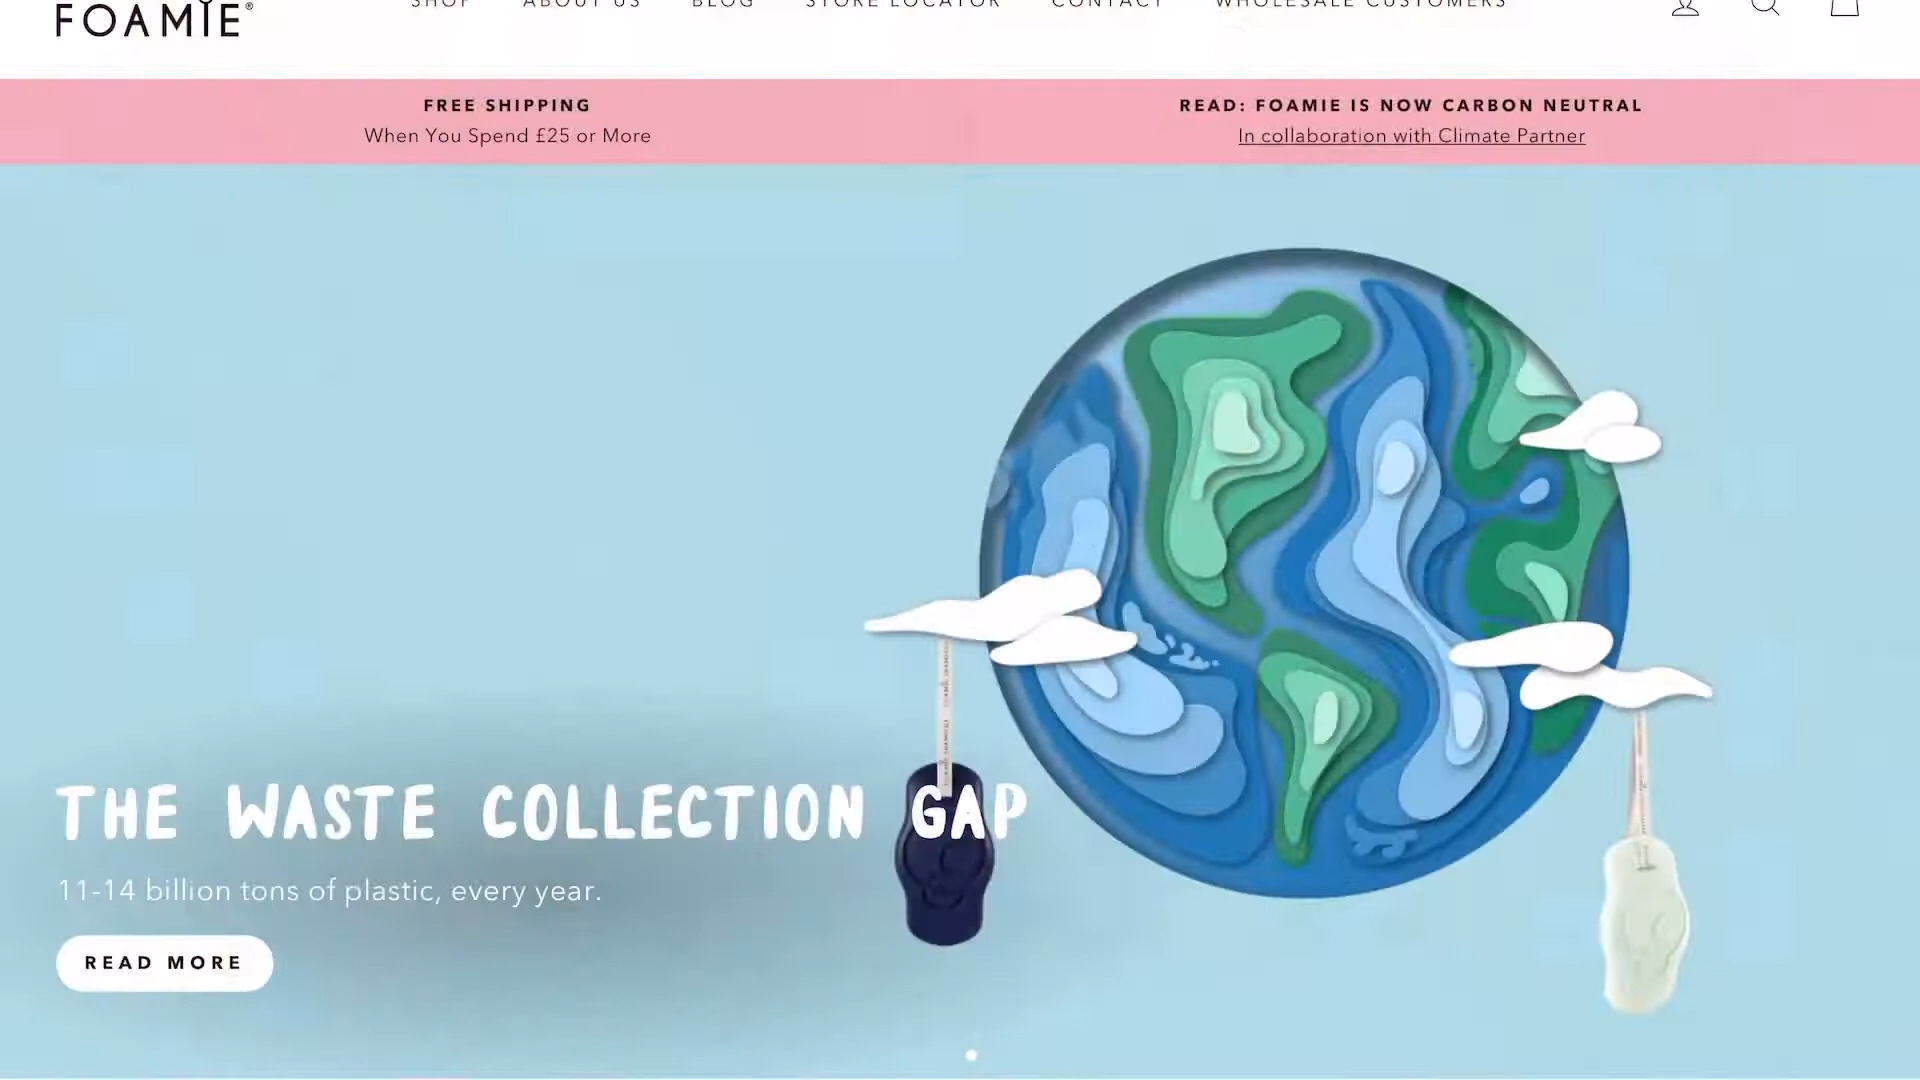 FOAMIE®
SHOP ABOUT US BLOG STORE LOCATOR CONTACT WHOLESALE CUSTOMERS
FREE SHIPPING
When You Spend £25 or More
READ: FOAMIE IS NOW CARBON NEUTRAL
In collaboration with Climate Partner
THE WASTE COLLECTION GAP
11-14 billion tons of plastic, every year.
READ MORE